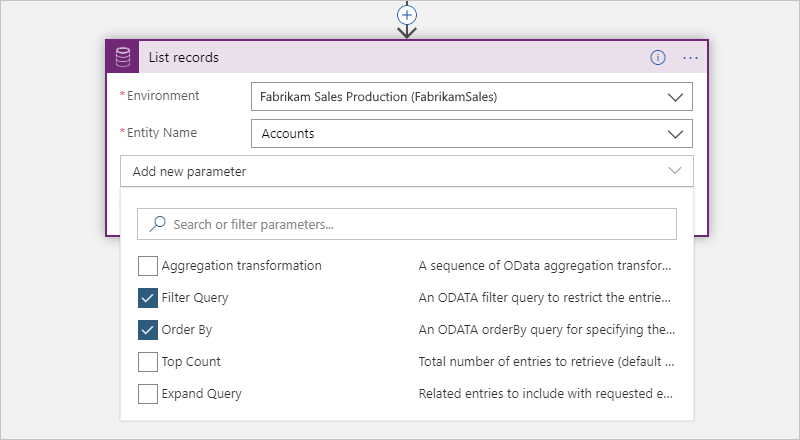 List records
* Environment Fabrikam Sales Production (FabrikamSales)
* Entity Name Accounts
Add new parameter
Search or filter parameters...
Aggregation transformation A sequence of OData aggregation transfor...
Filter Query An ODATA filter query to restrict the entrie...
Order By An ODATA orderBy query for specifying the...
Top Count Total number of entries to retrieve (default ...
Expand Query Related entries to include with requested e...